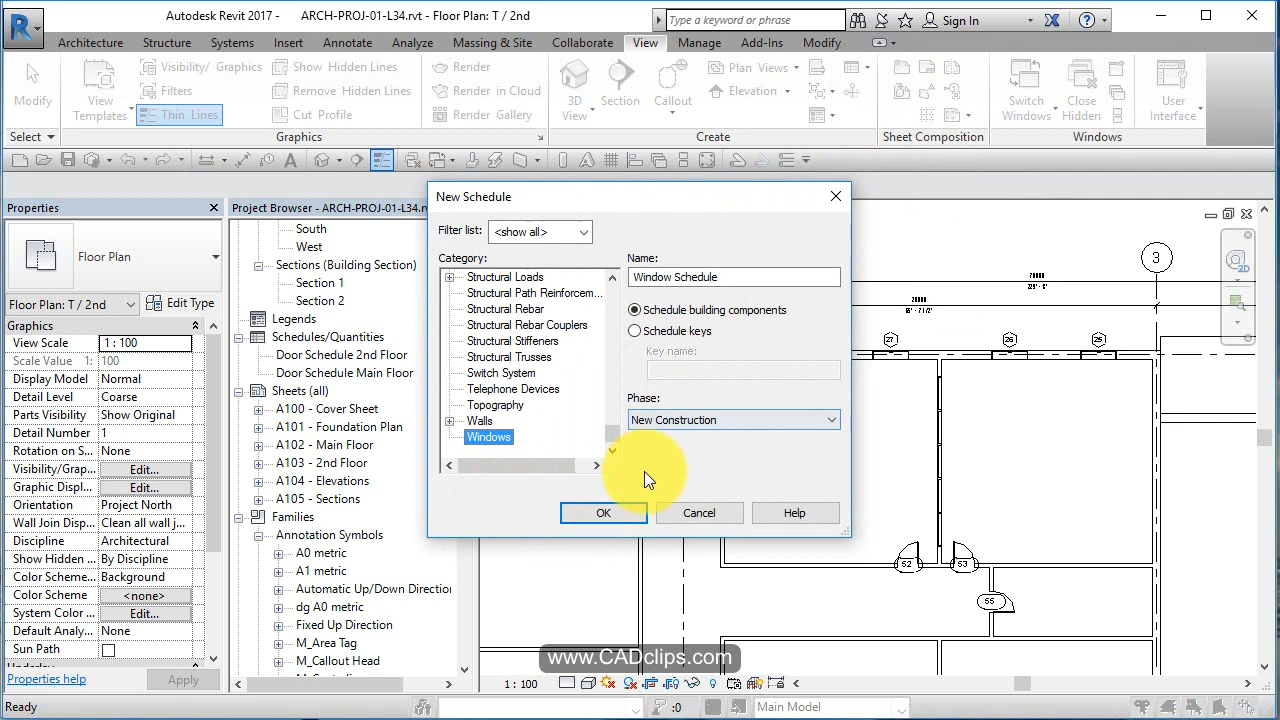 Autodesk Revit 2017 - ARCH-PROJ-01-L34.rvt - Floor Plan: T / 2nd
Type a keyword or phrase
Sign In
Architecture Structure Systems Insert Annotate Analyze Massing & Site Collaborate View Manage Add-Ins Modify
Modify
View Templates
Visibility/ Graphics
Filters
Thin Lines
Show Hidden Lines
Remove Hidden Lines
Cut Profile
Render
Render in Cloud
Render Gallery
3D View
Section
Callout
Plan Views
Elevation
Switch Windows
Close Hidden
User Interface
Select
Graphics
Create
Sheet Composition
Windows
Properties
Floor Plan
Floor Plan: T / 2nd
Edit Type
Graphics
View Scale 1 : 100
Scale Value 1: 100
Display Model Normal
Detail Level Coarse
Parts Visibility Show Original
Detail Number 1
Rotation on S... None
Visibility/Grap... Edit...
Graphic Displ... Edit...
Orientation Project North
Wall Join Disp... Clean all wall j...
Discipline Architectural
Show Hidden ... By Discipline
Color Scheme... Background
Color Scheme <none>
System Color ... Edit...
Default Analy... None
Sun Path
Properties help
Apply
Project Browser - ARCH-PROJ-01-L34.rvt
South
West
Sections (Building Section)
Section 1
Section 2
Legends
Schedules/Quantities
Door Schedule 2nd Floor
Door Schedule Main Floor
Sheets (all)
A100 - Cover Sheet
A101 - Foundation Plan
A102 - Main Floor
A103 - 2nd Floor
A104 - Elevations
A105 - Sections
Families
Annotation Symbols
A0 metric
A1 metric
Automatic Up/Down Direction
dg A0 metric
Fixed Up Direction
M_Area Tag
M_Callout Head
New Schedule
Filter list: <show all>
Category:
Structural Loads
Structural Path Reinforcem...
Structural Rebar
Structural Rebar Couplers
Structural Stiffeners
Structural Trusses
Switch System
Telephone Devices
Topography
Walls
Windows
Name:
Window Schedule
Schedule building components
Schedule keys
Key name:
Phase:
New Construction
OK
Cancel
Help
2D
3
27
26
25
52
53
55
www.CADclips.com
1 : 100
Ready
:0
Main Model